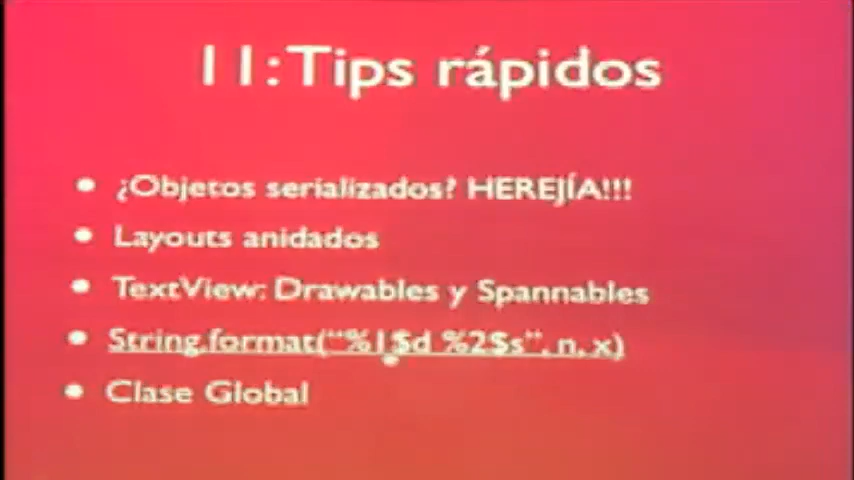 11: Tips rápidos
• ¿Objetos serializados? HEREJÍA!!!
• Layouts anidados
• TextView: Drawables y Spannables
• String.format("%1$d %2$s", n, x)
• Clase Global